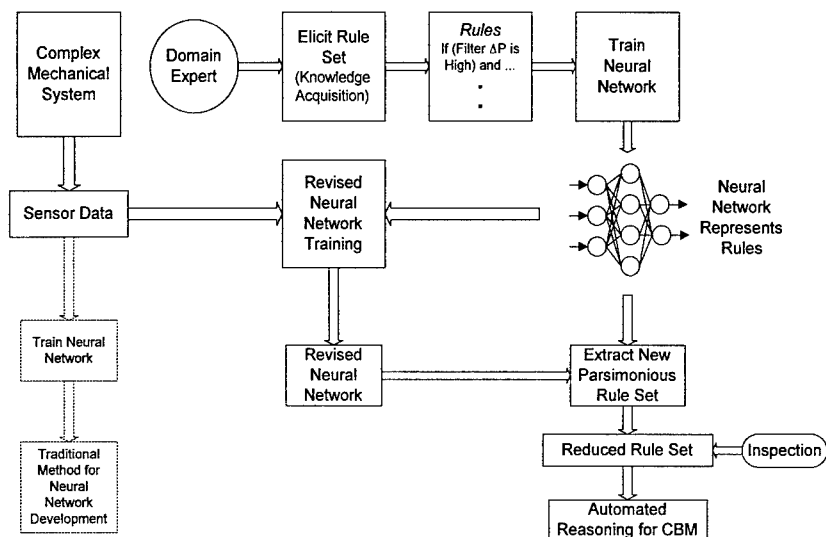 Complex
Mechanical
System
Domain
Expert
Elicit Rule
Set
(Knowledge
Acquisition)
Rules
If (Filter ΔP is
High) and ...
.
.
Train
Neural
Network
Sensor Data
Revised
Neural
Network
Training
Neural
Network
Represents
Rules
Train Neural
Network
Revised
Neural
Network
Extract New
Parsimonious
Rule Set
Traditional
Method for
Neural
Network
Development
Reduced Rule Set
Inspection
Automated
Reasoning for CBM